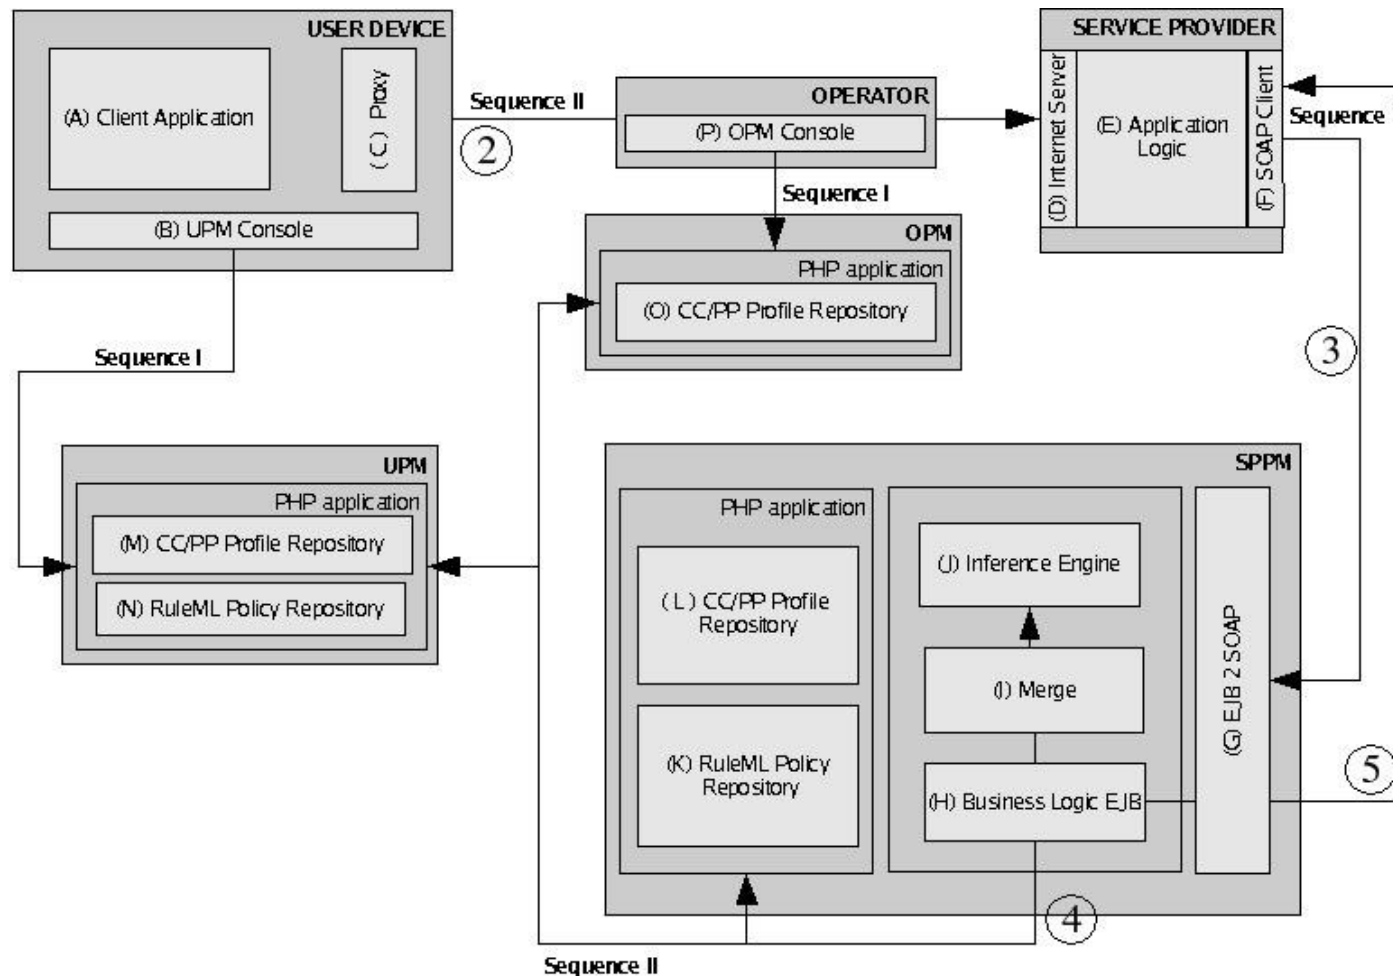 USER DEVICE
(A) Client Application
(C) Proxy
(B) UPM Console
Sequence II
2
OPERATOR
(P) OPM Console
Sequence I
SERVICE PROVIDER
(D) Internet Server
(E) Application
Logic
(F) SOAP Client
Sequence
OPM
PHP application
(O) CC/PP Profile Repository
3
Sequence I
UPM
PHP application
(M) CC/PP Profile Repository
(N) RuleML Policy Repository
SPPM
PHP application
(L) CC/PP Profile
Repository
(K) RuleML Policy
Repository
(J) Inference Engine
(I) Merge
(H) Business Logic EJB
(G) EJB 2 SOAP
5
4
Sequence II